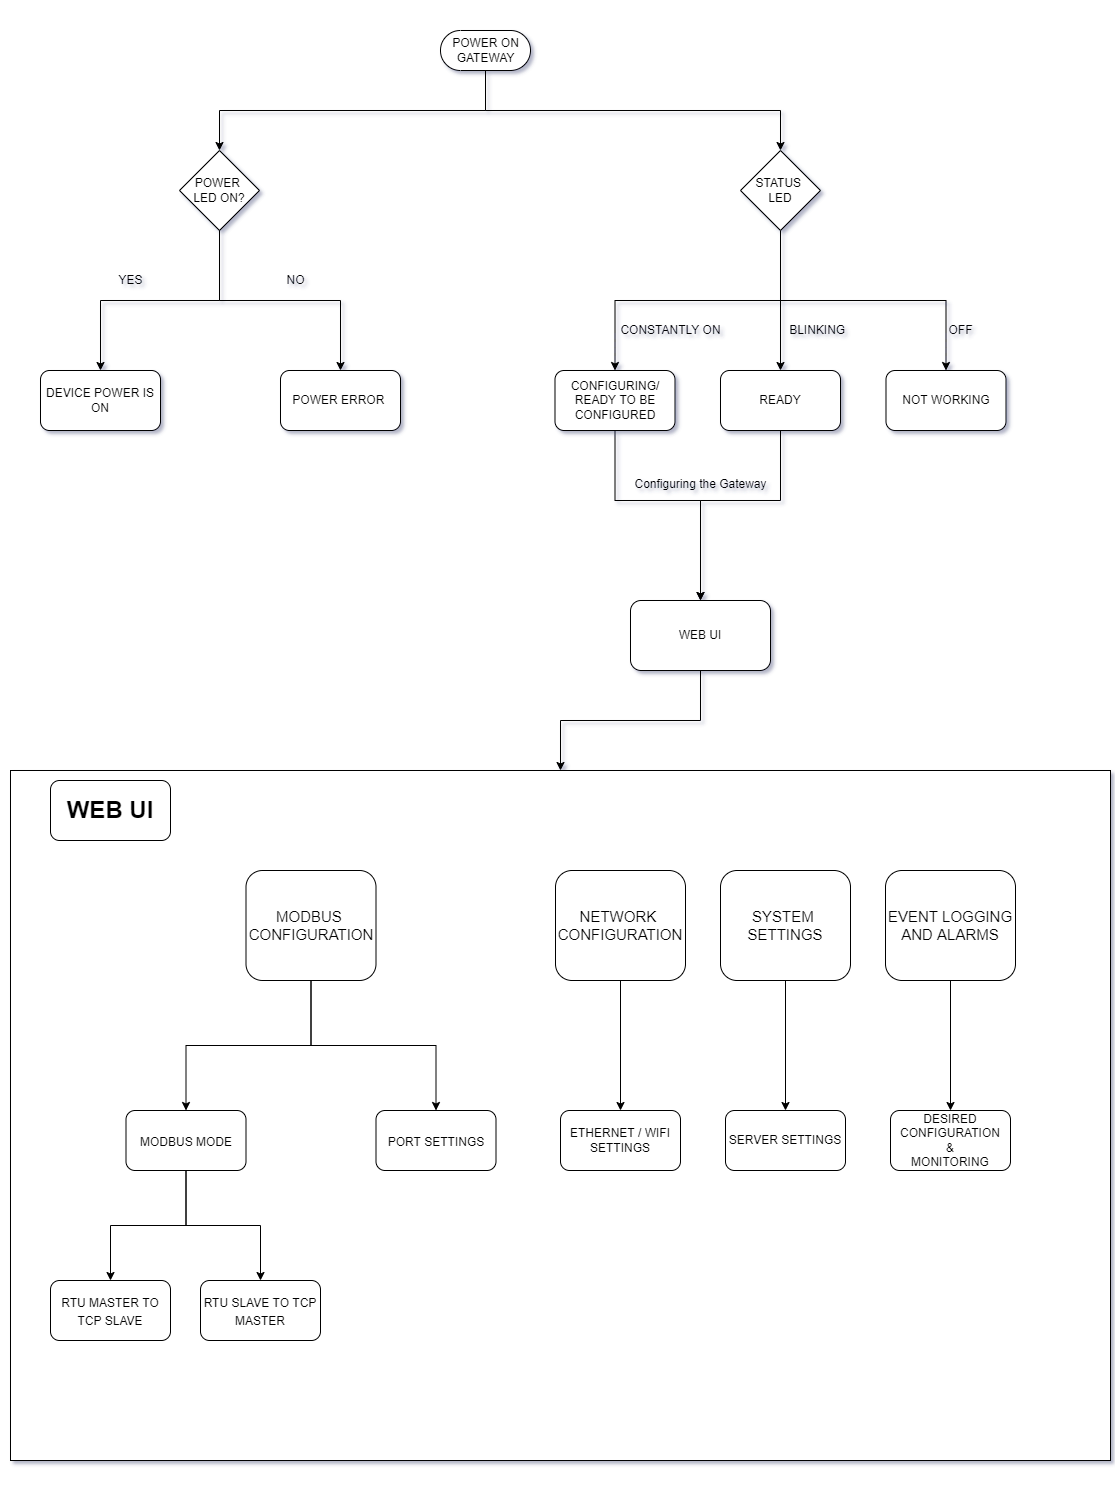 POWER ON
GATEWAY
POWER
LED ON?
STATUS
LED
YES
NO
CONSTANTLY ON
BLINKING
OFF
DEVICE POWER IS
ON
POWER ERROR
CONFIGURING/
READY TO BE
CONFIGURED
READY
NOT WORKING
Configuring the Gateway
WEB UI
WEB UI
MODBUS
CONFIGURATION
NETWORK
CONFIGURATION
SYSTEM
SETTINGS
EVENT LOGGING
AND ALARMS
MODBUS MODE
PORT SETTINGS
ETHERNET / WIFI
SETTINGS
SERVER SETTINGS
DESIRED
CONFIGURATION
&
MONITORING
RTU MASTER TO
TCP SLAVE
RTU SLAVE TO TCP
MASTER